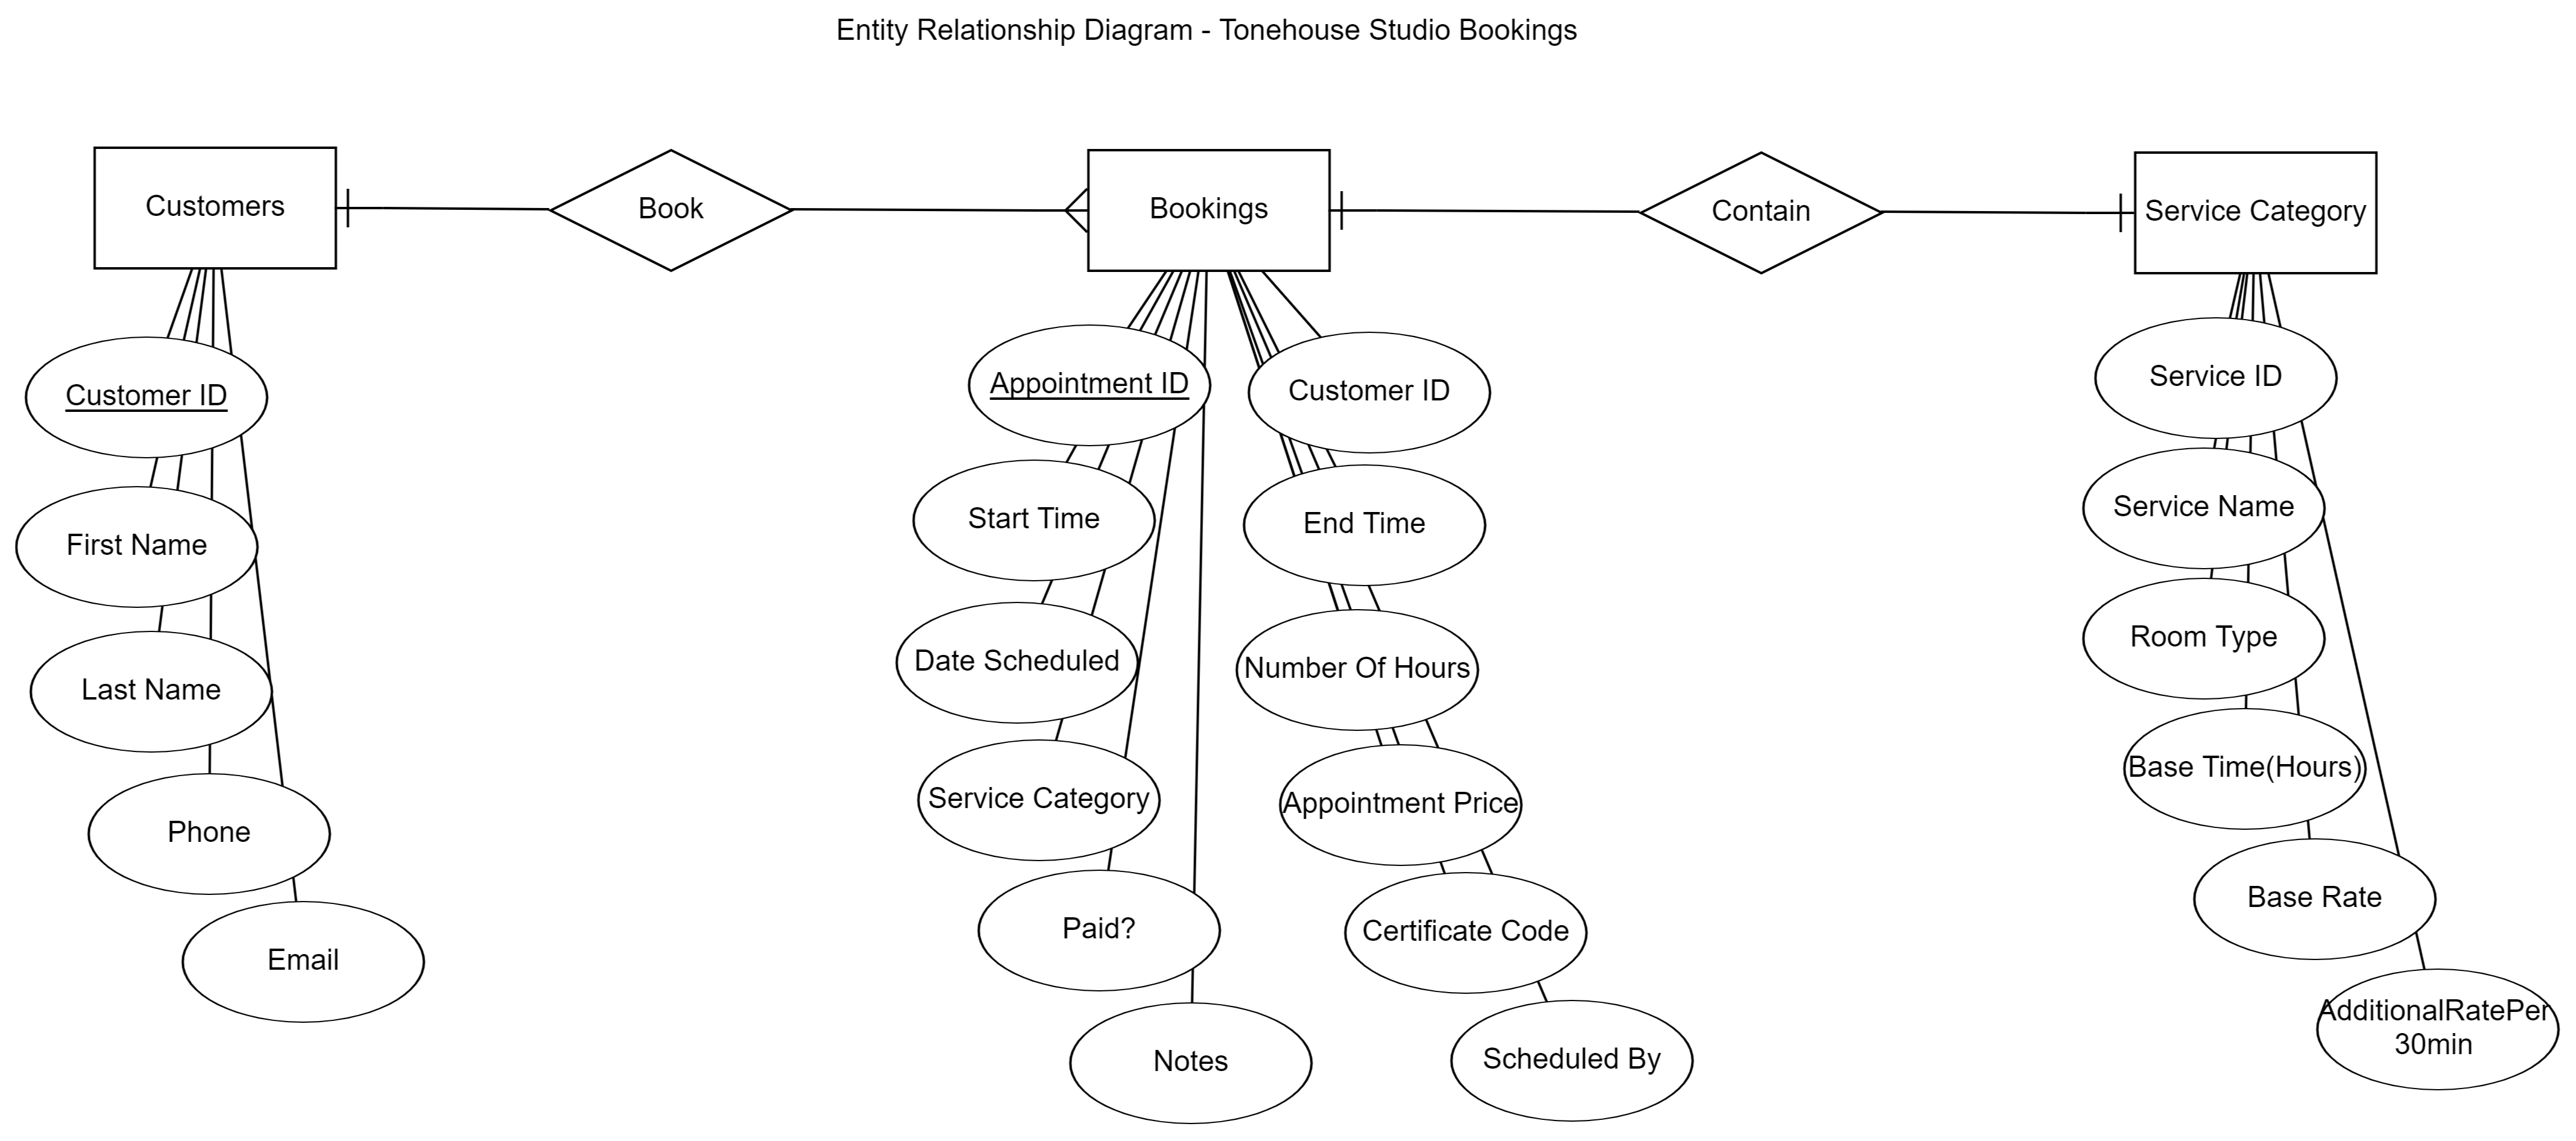 Entity Relationship Diagram - Tonehouse Studio Bookings
Customers
Book
Bookings
Contain
Service Category
Customer ID
First Name
Last Name
Phone
Email
Appointment ID
Start Time
Date Scheduled
Service Category
Paid?
Notes
Customer ID
End Time
Number Of Hours
Appointment Price
Certificate Code
Scheduled By
Service ID
Service Name
Room Type
Base Time(Hours)
Base Rate
AdditionalRatePer
30min